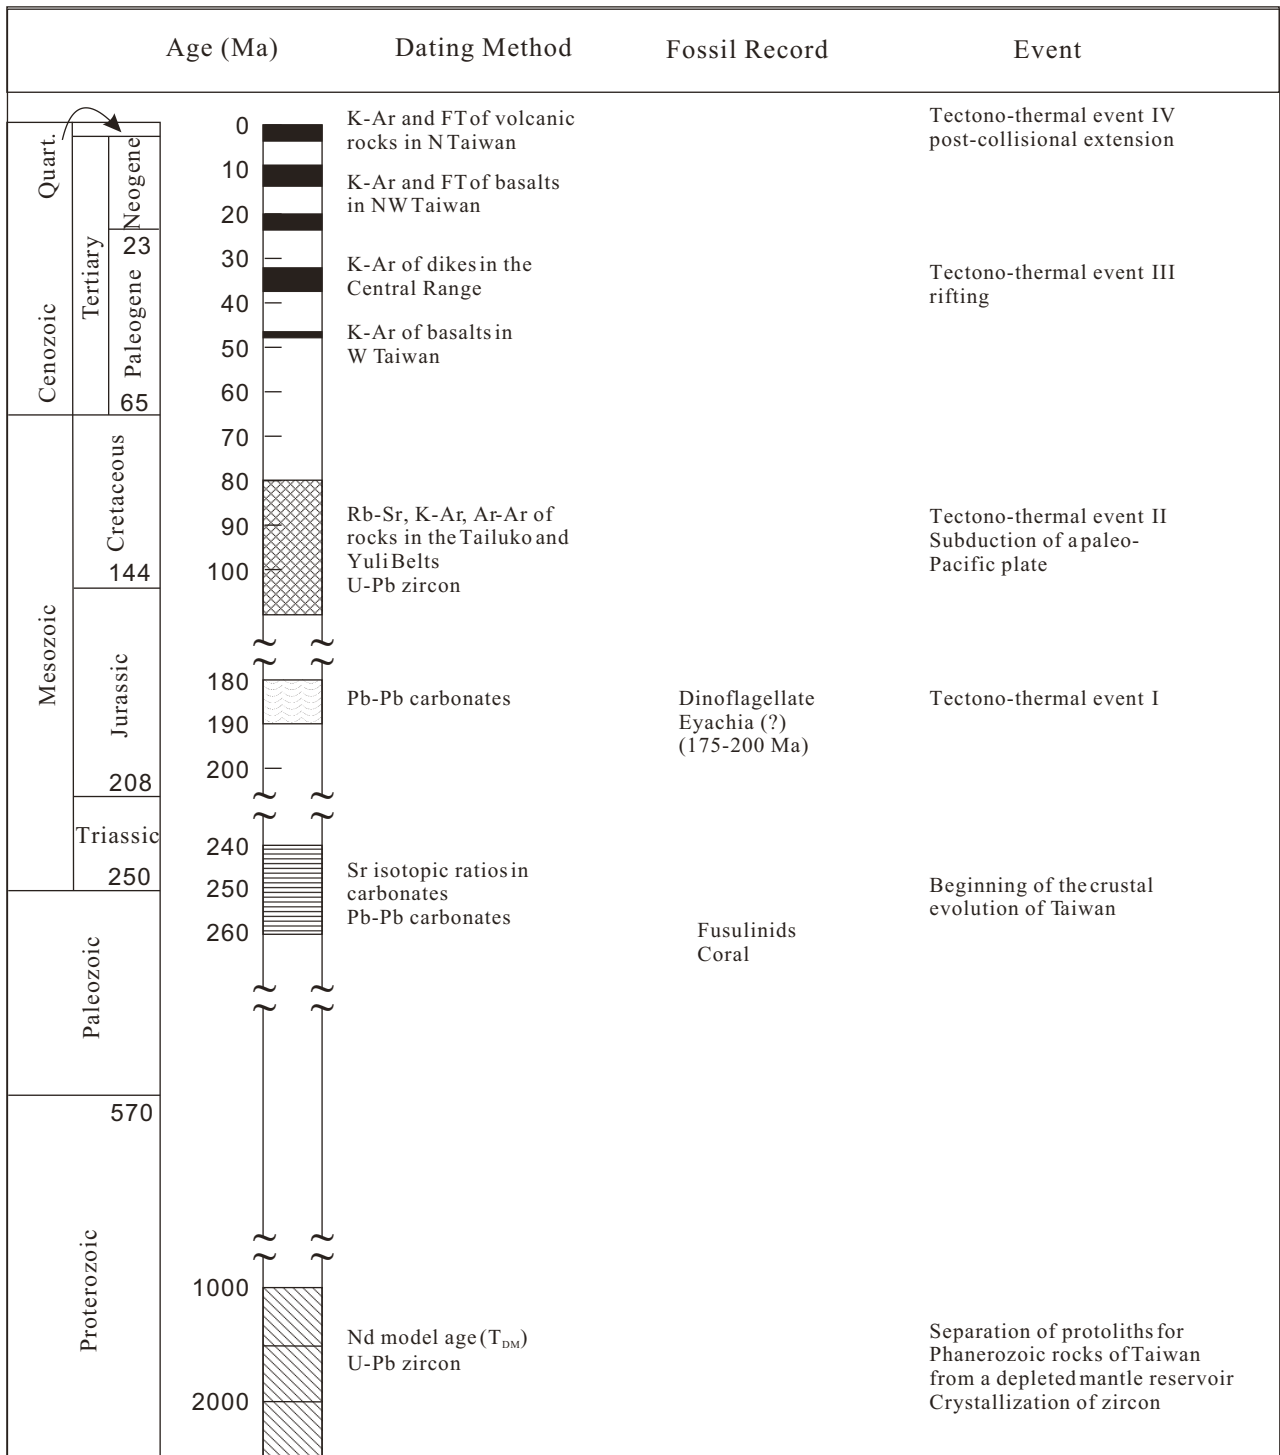 Age (Ma)
Dating Method
Fossil Record
Event
Quart.
Cenozoic
Tertiary
Neogene
23
Paleogene
65
Mesozoic
Cretaceous
144
Jurassic
208
Triassic
250
Paleozoic
570
Proterozoic
0
10
20
30
40
50
60
70
80
90
100
180
190
200
240
250
260
1000
2000
K-Ar and FT of volcanic
rocks in N Taiwan
K-Ar and FT of basalts
in NW Taiwan
K-Ar of dikes in the
Central Range
K-Ar of basalts in
W Taiwan
Rb-Sr, K-Ar, Ar-Ar of
rocks in the Tailuko and
Yuli Belts
U-Pb zircon
Pb-Pb carbonates
Sr isotopic ratios in
carbonates
Pb-Pb carbonates
Nd model age (TDM)
U-Pb zircon
Dinoflagellate
Eyachia (?)
(175-200 Ma)
Fusulinids
Coral
Tectono-thermal event IV
post-collisional extension
Tectono-thermal event III
rifting
Tectono-thermal event II
Subduction of a paleo-
Pacific plate
Tectono-thermal event I
Beginning of the crustal
evolution of Taiwan
Separation of protoliths for
Phanerozoic rocks of Taiwan
from a depleted mantle reservoir
Crystallization of zircon